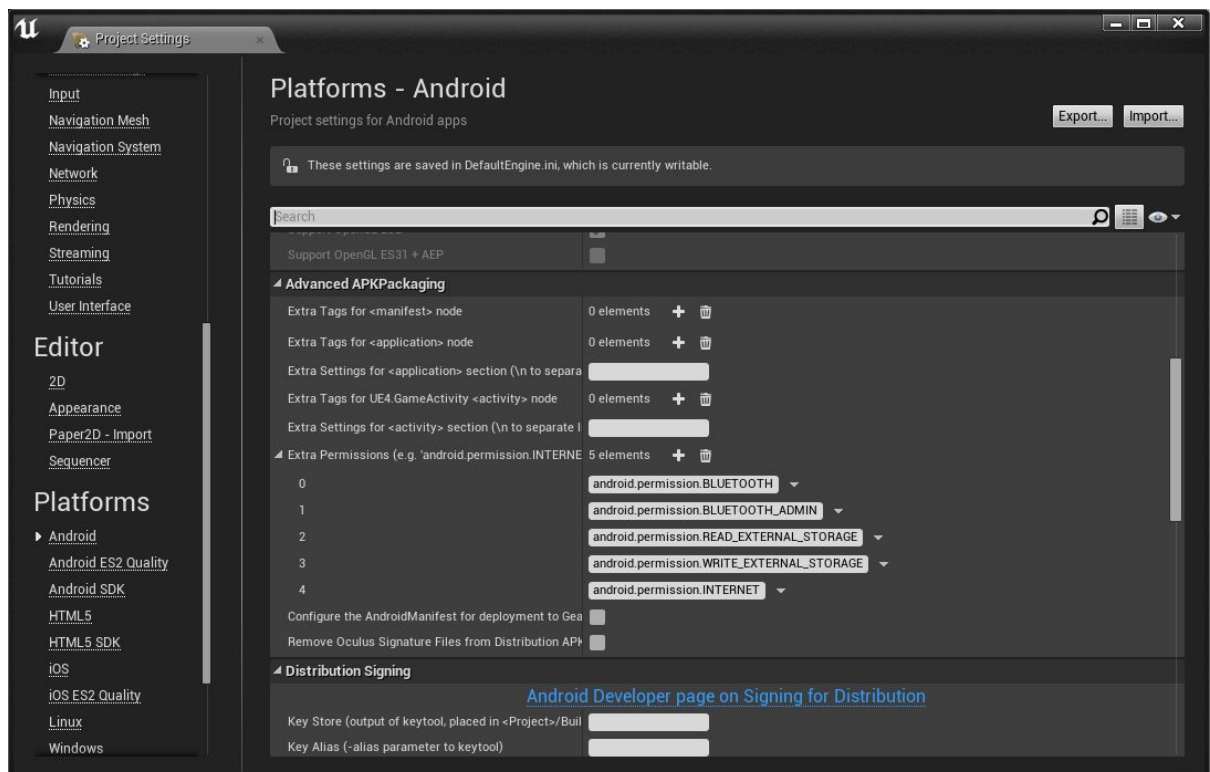 Project Settings
Input
Navigation Mesh
Navigation System
Network
Physics
Rendering
Streaming
Tutorials
User Interface
Editor
2D
Appearance
Paper2D - Import
Sequencer
Platforms
Android
Android ES2 Quality
Android SDK
HTML5
HTML5 SDK
iOS
iOS ES2 Quality
Linux
Windows
Platforms - Android
Project settings for Android apps
Export... Import...
These settings are saved in DefaultEngine.ini, which is currently writable.
Search
Support OpenGL ES31 + AEP
Advanced APKPackaging
Extra Tags for <manifest> node 0 elements
Extra Tags for <application> node 0 elements
Extra Settings for <application> section (\n to separa
Extra Tags for UE4.GameActivity <activity> node 0 elements
Extra Settings for <activity> section (\n to separate l
Extra Permissions (e.g. 'android.permission.INTERNE 5 elements
0 android.permission.BLUETOOTH
1 android.permission.BLUETOOTH_ADMIN
2 android.permission.READ_EXTERNAL_STORAGE
3 android.permission.WRITE_EXTERNAL_STORAGE
4 android.permission.INTERNET
Configure the AndroidManifest for deployment to Gea
Remove Oculus Signature Files from Distribution APK
Distribution Signing
Android Developer page on Signing for Distribution
Key Store (output of keytool, placed in <Project>/Buil
Key Alias (-alias parameter to keytool)